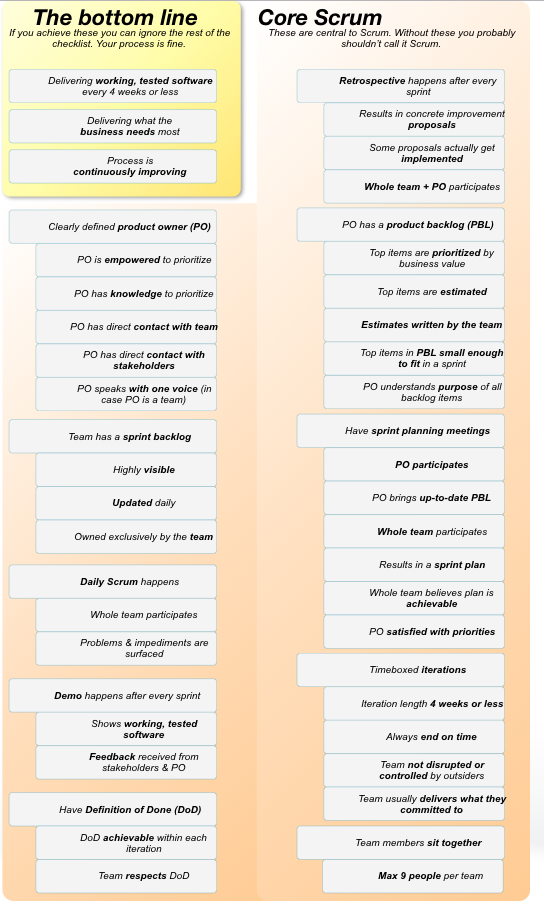 The bottom line
If you achieve these you can ignore the rest of the
checklist. Your process is fine.
Delivering working, tested software
every 4 weeks or less
Delivering what the
business needs most
Process is
continuously improving
Clearly defined product owner (PO)
PO is empowered to prioritize
PO has knowledge to prioritize
PO has direct contact with team
PO has direct contact with
stakeholders
PO speaks with one voice (in
case PO is a team)
Team has a sprint backlog
Highly visible
Updated daily
Owned exclusively by the team
Daily Scrum happens
Whole team participates
Problems & impediments are
surfaced
Demo happens after every sprint
Shows working, tested
software
Feedback received from
stakeholders & PO
Have Definition of Done (DoD)
DoD achievable within each
iteration
Team respects DoD
Core Scrum
These are central to Scrum. Without these you probably
shouldn't call it Scrum.
Retrospective happens after every
sprint
Results in concrete improvement
proposals
Some proposals actually get
implemented
Whole team + PO participates
PO has a product backlog (PBL)
Top items are prioritized by
business value
Top items are estimated
Estimates written by the team
Top items in PBL small enough
to fit in a sprint
PO understands purpose of all
backlog items
Have sprint planning meetings
PO participates
PO brings up-to-date PBL
Whole team participates
Results in a sprint plan
Whole team believes plan is
achievable
PO satisfied with priorities
Timeboxed iterations
Iteration length 4 weeks or less
Always end on time
Team not disrupted or
controlled by outsiders
Team usually delivers what they
committed to
Team members sit together
Max 9 people per team